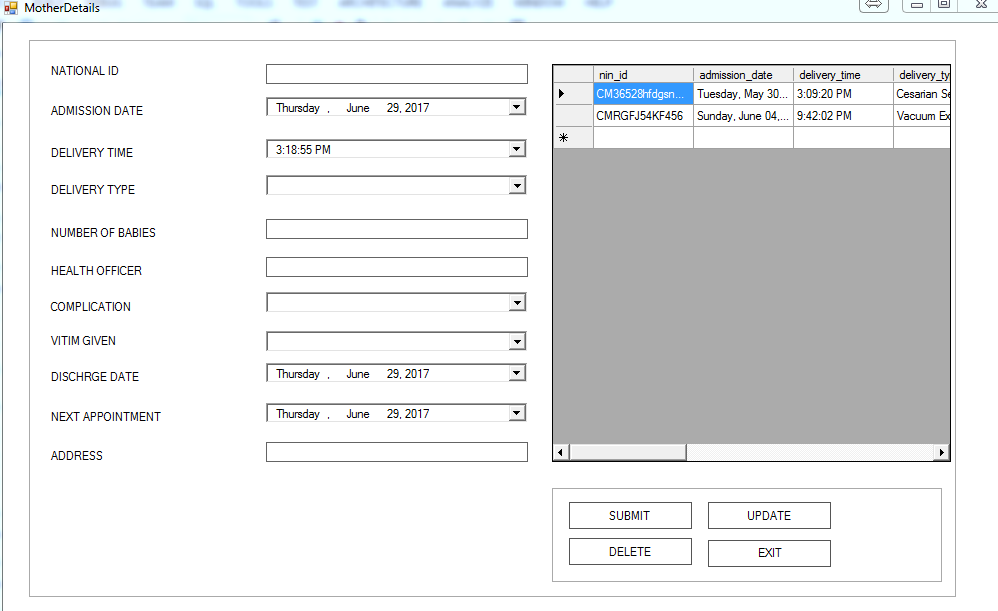 MotherDetails
NATIONAL ID
ADMISSION DATE
Thursday , June 29, 2017
DELIVERY TIME
3:18:55 PM
DELIVERY TYPE
NUMBER OF BABIES
HEALTH OFFICER
COMPLICATION
VITIM GIVEN
DISCHRGE DATE
Thursday , June 29, 2017
NEXT APPOINTMENT
Thursday , June 29, 2017
ADDRESS
nin_id admission_date delivery_time delivery_ty
CM36528hfdgsn... Tuesday, May 30... 3:09:20 PM Cesarian Se
CMRGFJ54KF456 Sunday, June 04,... 9:42:02 PM Vacuum Ex
SUBMIT UPDATE
DELETE EXIT